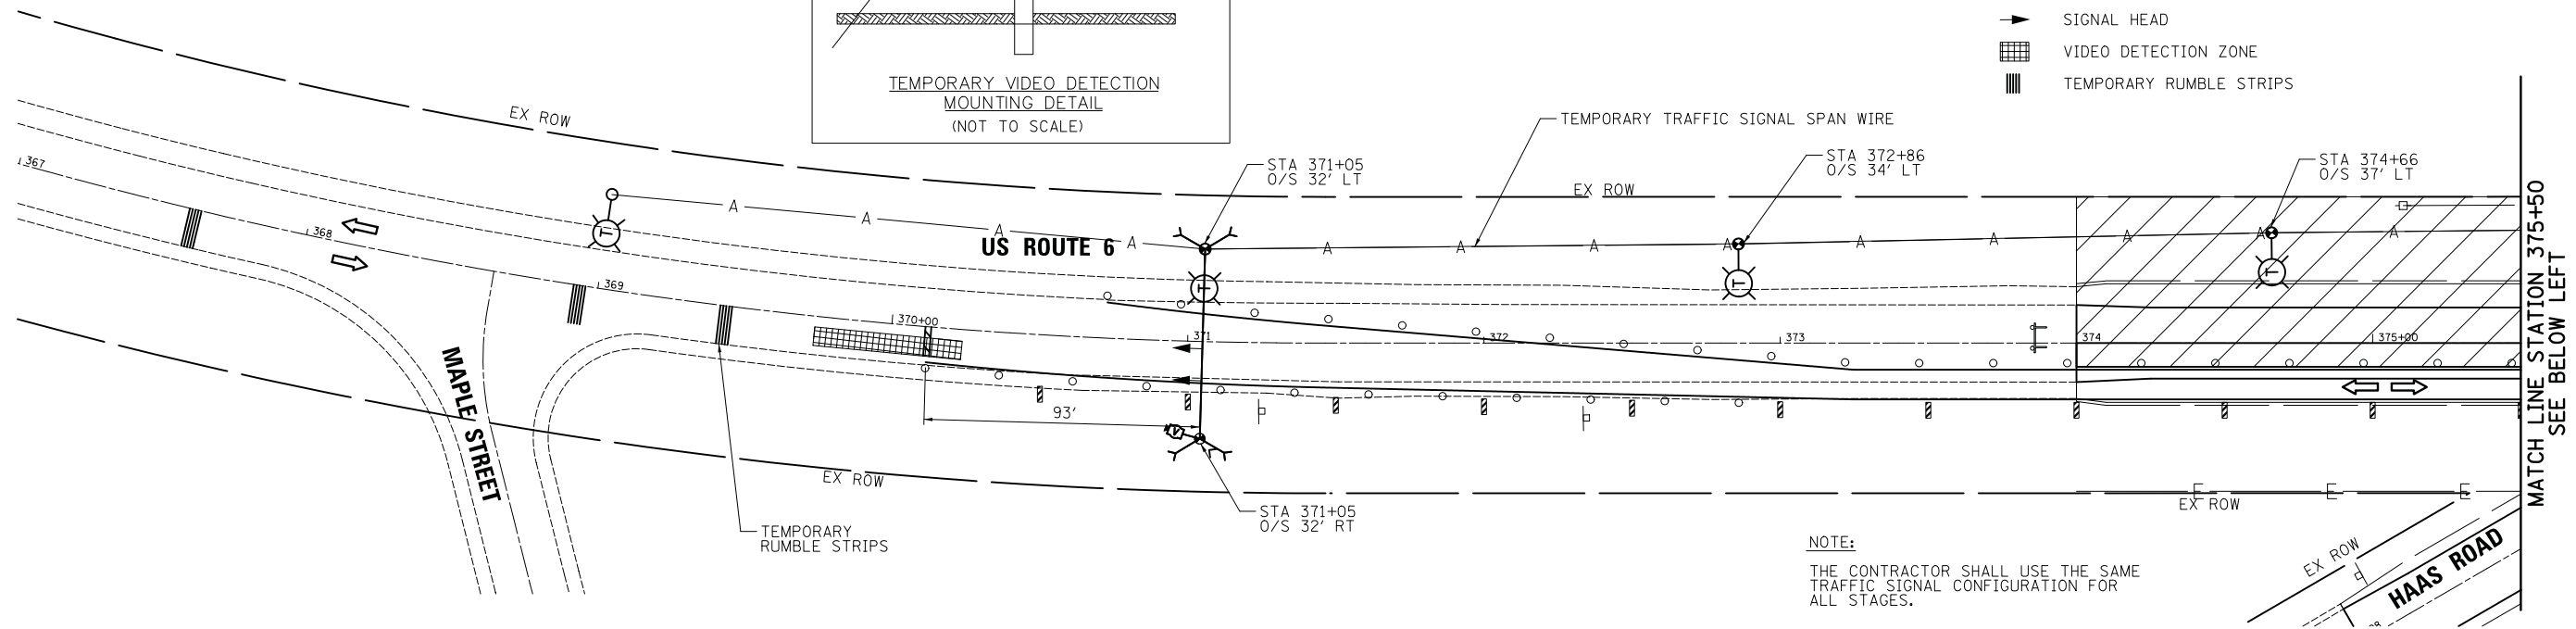 TEMPORARY VIDEO DETECTION
MOUNTING DETAIL
(NOT TO SCALE)
SIGNAL HEAD
VIDEO DETECTION ZONE
TEMPORARY RUMBLE STRIPS
EX ROW
TEMPORARY TRAFFIC SIGNAL SPAN WIRE
STA 371+05
O/S 32' LT
STA 372+86
O/S 34' LT
STA 374+66
O/S 37' LT
EX ROW
367
368
369
370+00
371
372
373
374
375+00
A A A A A A A A A A A A A A
T
T
T
T
US ROUTE 6
MAPLE STREET
93'
TV
EX ROW
STA 371+05
O/S 32' RT
TEMPORARY
RUMBLE STRIPS
E E E
EX ROW
NOTE:
THE CONTRACTOR SHALL USE THE SAME
TRAFFIC SIGNAL CONFIGURATION FOR
ALL STAGES.
EX ROW
HAAS ROAD
MATCH LINE STATION 375+50
SEE BELOW LEFT